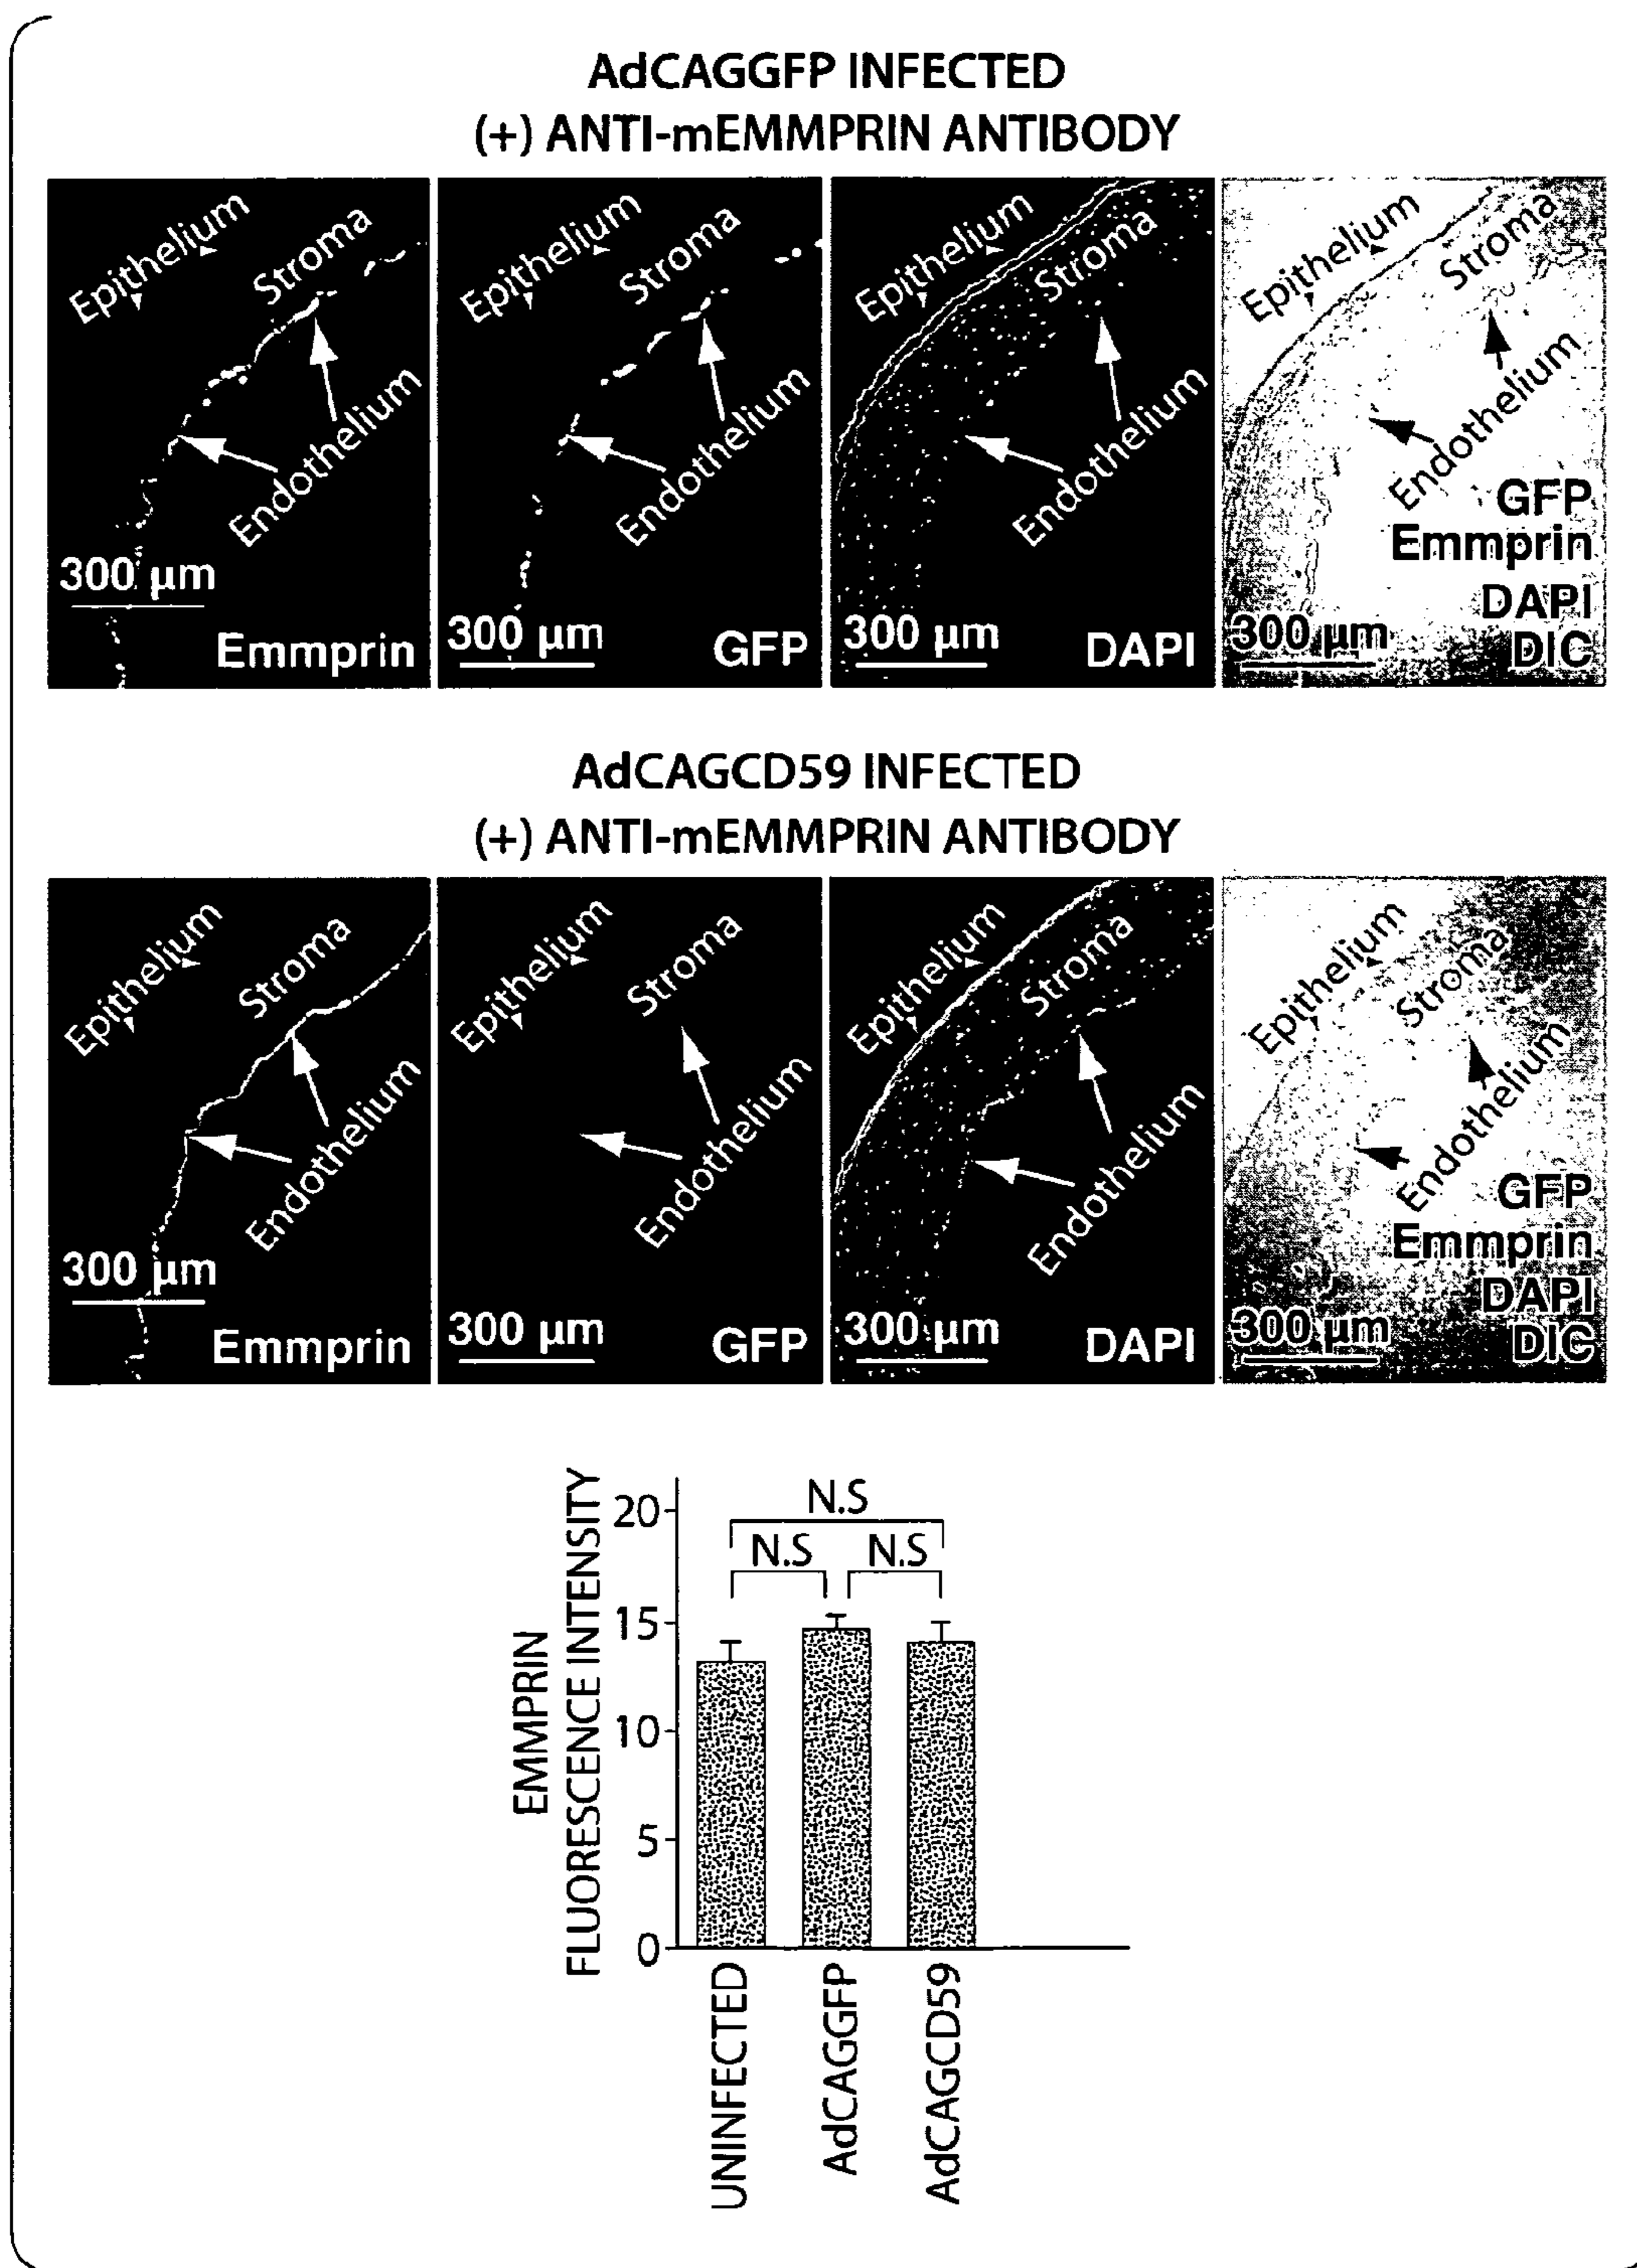 AdCAGGFP INFECTED
(+) ANTI-mEMMPRIN ANTIBODY
Epithelium
Stroma
Endothelium
300 µm
Emmprin
Epithelium
Stroma
Endothelium
300 µm
GFP
Epithelium
Stroma
Endothelium
300 µm
DAPI
Epithelium
Stroma
Endothelium
GFP
Emmprin
DAPI
300 µm
DIC
AdCAGCD59 INFECTED
(+) ANTI-mEMMPRIN ANTIBODY
Epithelium
Stroma
Endothelium
300 µm
Emmprin
Epithelium
Stroma
Endothelium
300 µm
GFP
Epithelium
Stroma
Endothelium
300 µm
DAPI
Epithelium
Stroma
Endothelium
GFP
Emmprin
DAPI
300 µm
DIC
EMMPRIN
FLUORESCENCE INTENSITY
20
15
10
5
0
N.S
N.S
N.S
UNINFECTED
AdCAGGFP
AdCAGCD59